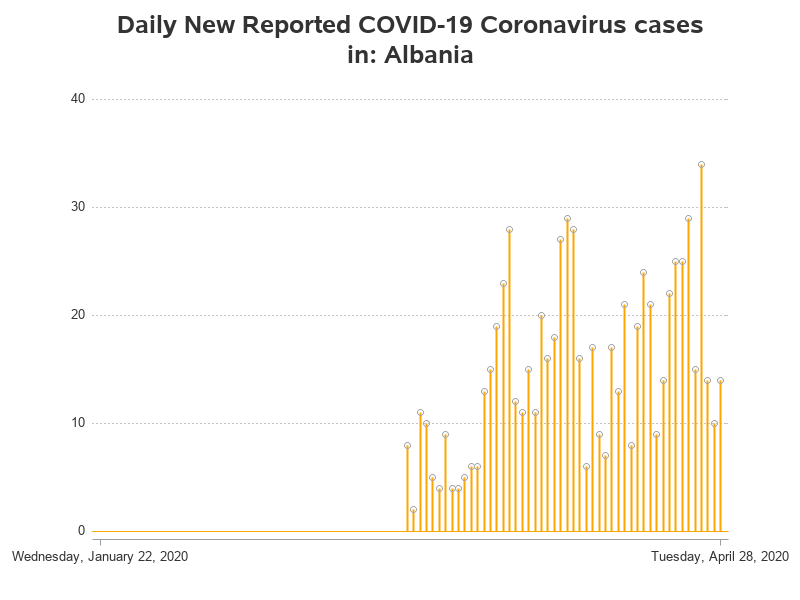 Daily New Reported COVID-19 Coronavirus cases
in: Albania
40
30
20
10
0
Wednesday, January 22, 2020
Tuesday, April 28, 2020